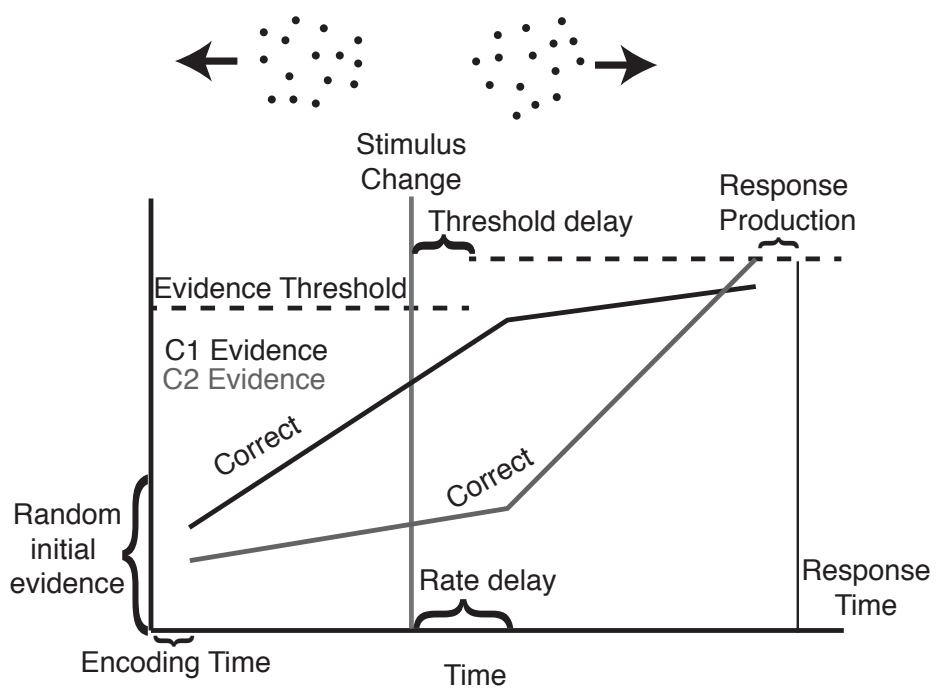 Stimulus
Change
Response
Production
Threshold delay
Evidence Threshold
C1 Evidence
C2 Evidence
Correct
Correct
Random
initial
evidence
Rate delay
Response
Time
Encoding Time
Time